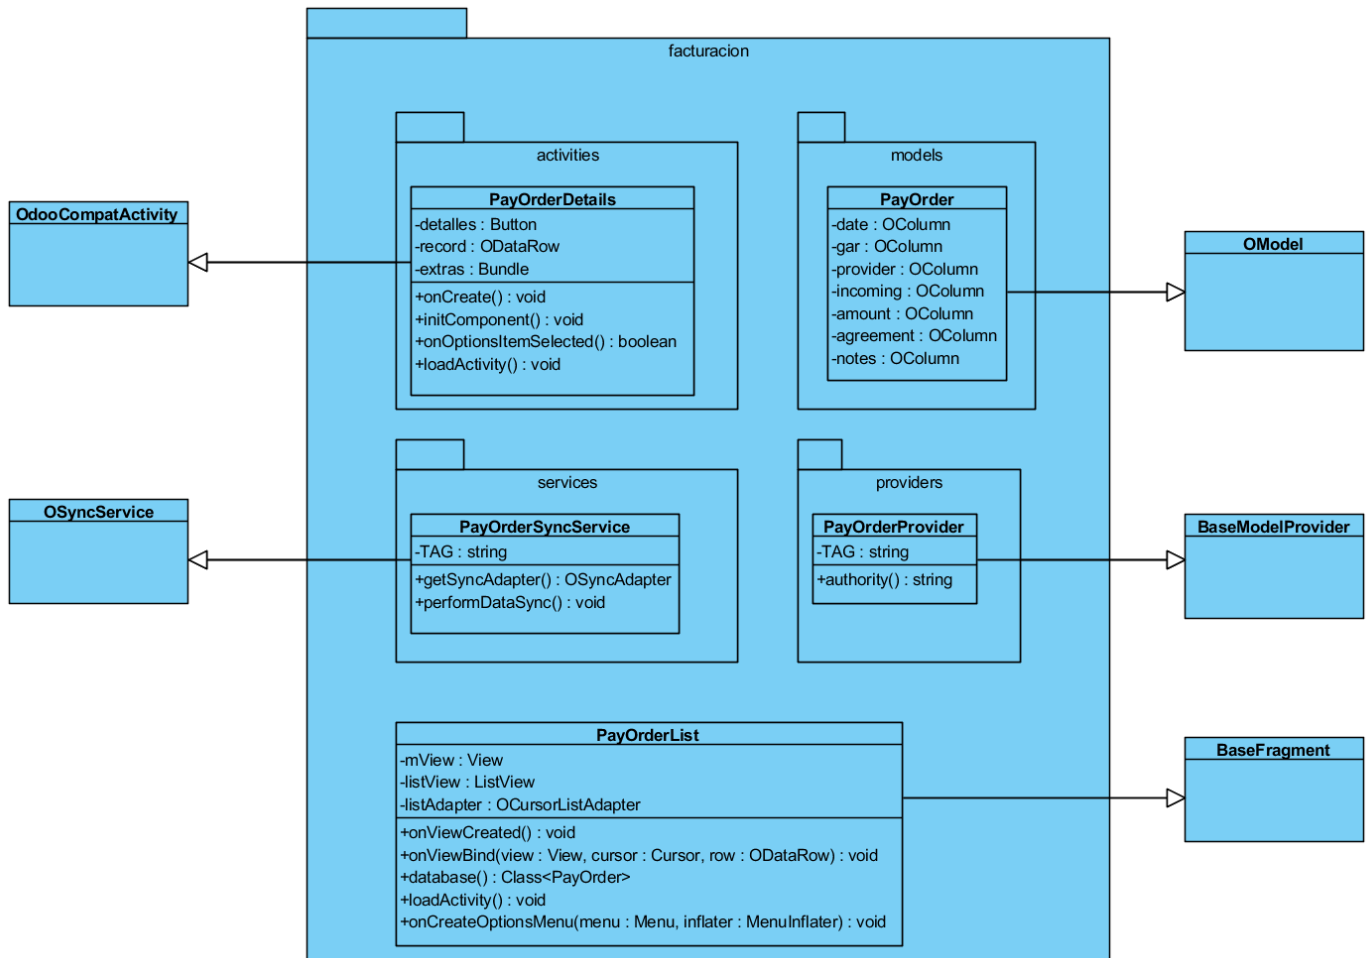 facturacion
activities
PayOrderDetails
-detalles : Button
-record : ODataRow
-extras : Bundle
+onCreate() : void
+initComponent() : void
+onOptionsItemSelected() : boolean
+loadActivity() : void
models
PayOrder
-date : OColumn
-gar : OColumn
-provider : OColumn
-incoming : OColumn
-amount : OColumn
-agreement : OColumn
-notes : OColumn
OdooCompatActivity
OModel
services
PayOrderSyncService
-TAG : string
+getSyncAdapter() : OSyncAdapter
+performDataSync() : void
providers
PayOrderProvider
-TAG : string
+authority() : string
OSyncService
BaseModelProvider
PayOrderList
-mView : View
-listView : ListView
-listAdapter : OCursorListAdapter
+onViewCreated() : void
+onViewBind(view : View, cursor : Cursor, row : ODataRow) : void
+database() : Class<PayOrder>
+loadActivity() : void
+onCreateOptionsMenu(menu : Menu, inflater : MenuInflater) : void
BaseFragment